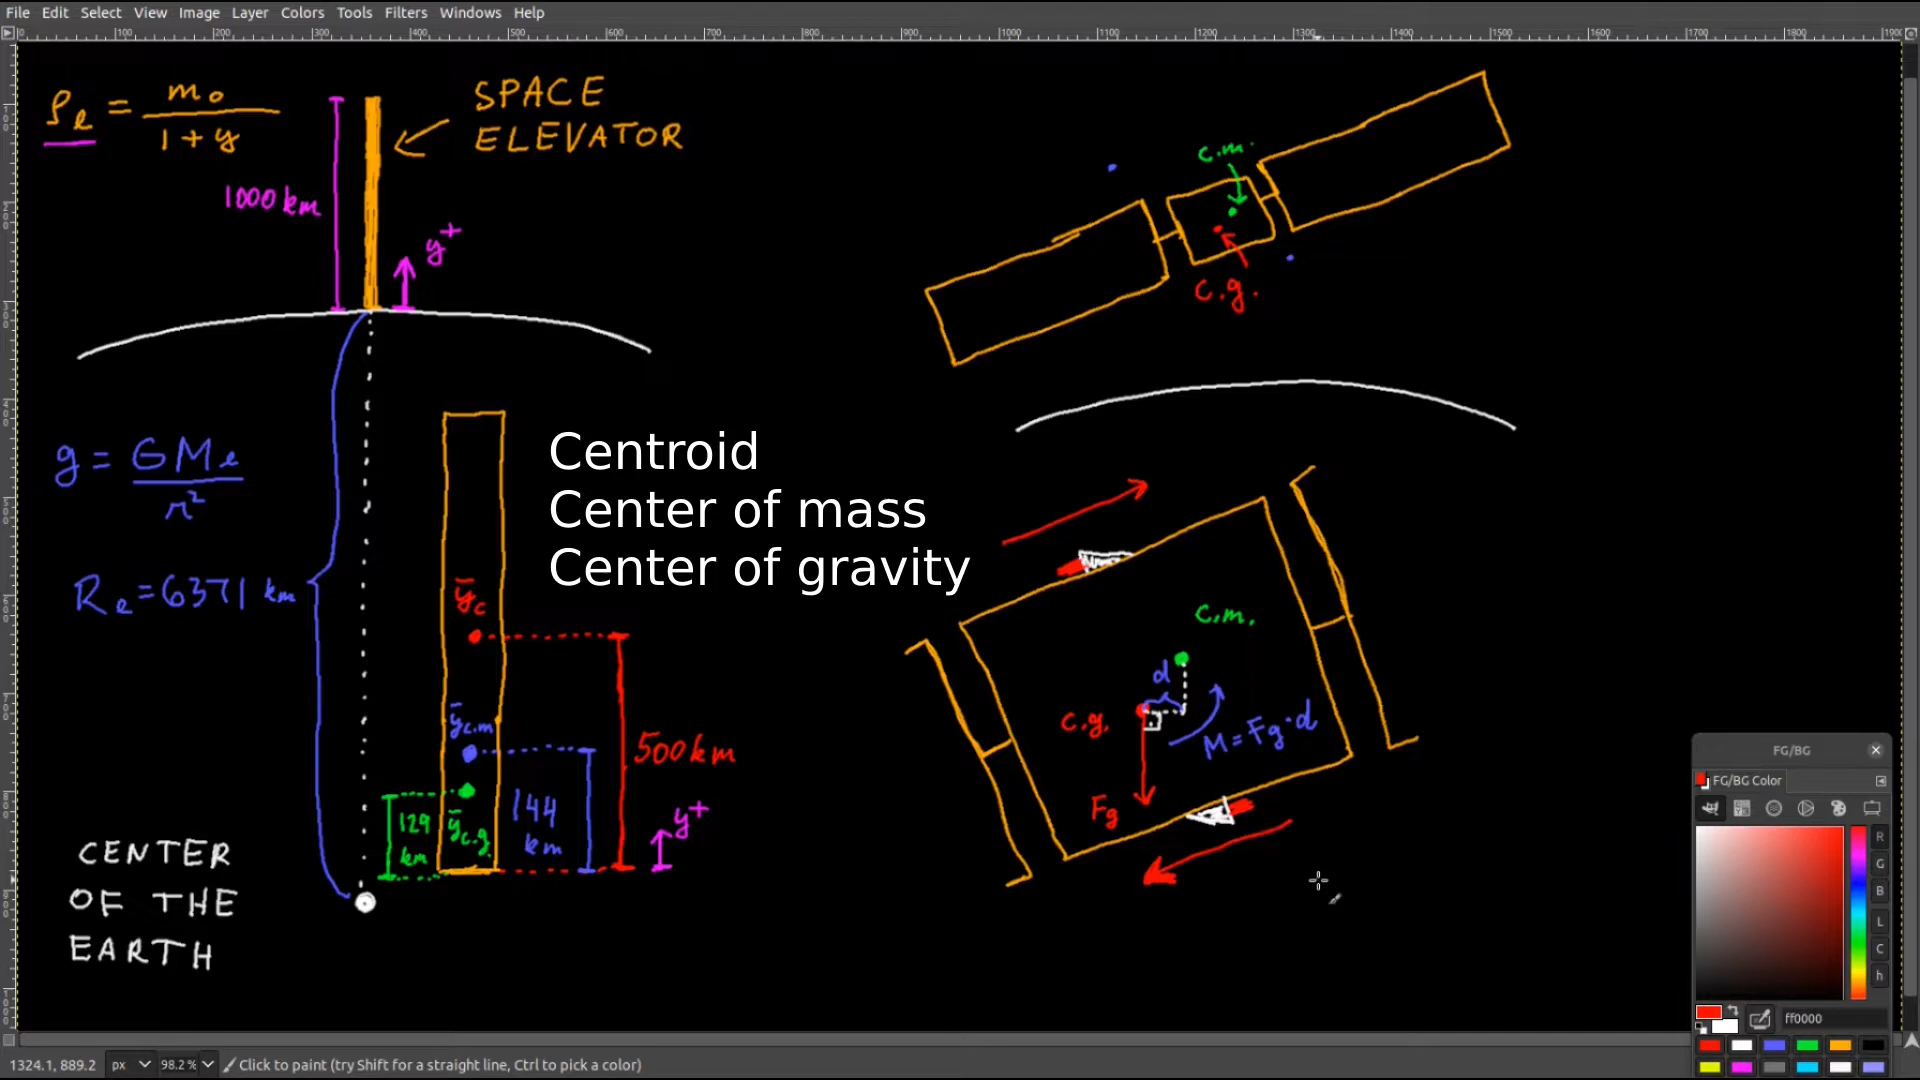 File Edit Select View Image Layer Colors Tools Filters Windows Help
ρe = m₀ / 1 + y
SPACE
ELEVATOR
1000 km
y+
g = GMe / r²
Re = 6371 km
CENTER
OF THE
EARTH
Centroid
Center of mass
Center of gravity
ȳc
ȳc.m
ȳc.g.
500 km
144
km
129
km
y+
c.m.
c.g.
c.m.
d
c.g.
M = Fg·d
Fg
FG/BG
FG/BG Color
R
G
B
L
C
h
ff0000
1324.1, 889.2 px 98.2 % Click to paint (try Shift for a straight line, Ctrl to pick a color)